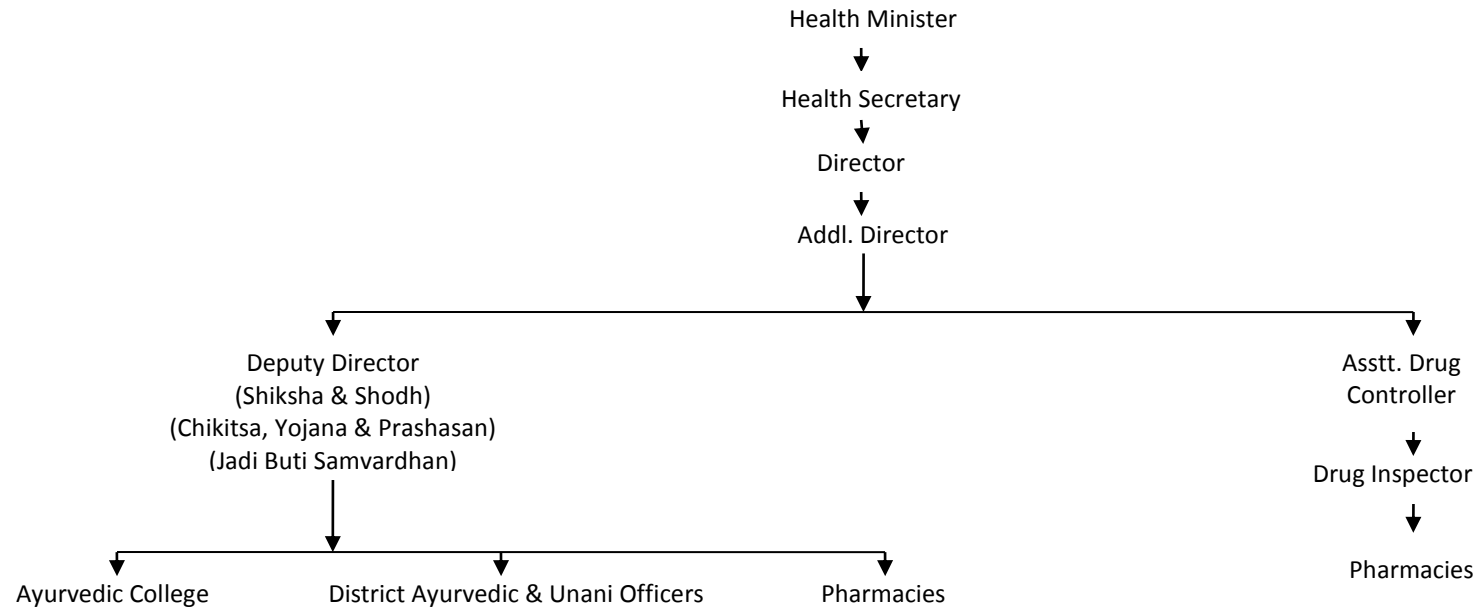 Health Minister
Health Secretary
Director
Addl. Director
Deputy Director
(Shiksha & Shodh)
(Chikitsa, Yojana & Prashasan)
(Jadi Buti Samvardhan)
Asstt. Drug
Controller
Drug Inspector
Pharmacies
Ayurvedic College
District Ayurvedic & Unani Officers
Pharmacies